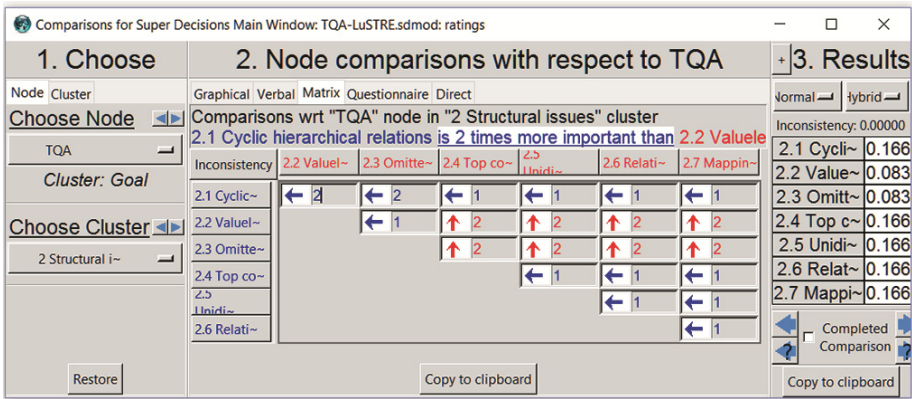 Comparisons for Super Decisions Main Window: TQA-LuSTRE.sdmod: ratings
1. Choose
Node Cluster
Choose Node
TQA
Cluster: Goal
Choose Cluster
2 Structural i~
Restore
2. Node comparisons with respect to TQA
Graphical Verbal Matrix Questionnaire Direct
Comparisons wrt "TQA" node in "2 Structural issues" cluster
2.1 Cyclic hierarchical relations is 2 times more important than 2.2 Valuele
Inconsistency 2.2 Valuel~ 2.3 Omitte~ 2.4 Top co~ 2.5 Unidi~ 2.6 Relati~ 2.7 Mappin~
2.1 Cyclic~ 2 2 1 1 1 1
2.2 Valuel~ 1 2 2 2 2
2.3 Omitte~ 2 2 2 2
2.4 Top co~ 1 1 1
2.5 Unidi~ 1 1
2.6 Relati~ 1
Copy to clipboard
+ 3. Results
Normal Hybrid
Inconsistency: 0.00000
2.1 Cycli~ 0.166
2.2 Value~ 0.083
2.3 Omitt~ 0.083
2.4 Top c~ 0.166
2.5 Unidi~ 0.166
2.6 Relat~ 0.166
2.7 Mappi~ 0.166
Completed
Comparison
? ?
Copy to clipboard